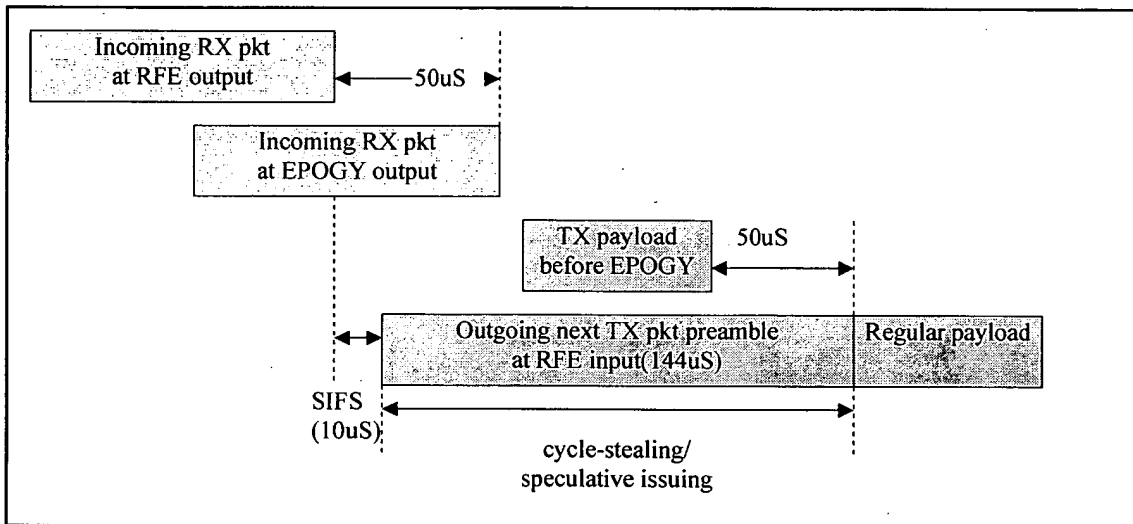 Incoming RX pkt
at RFE output
50uS
Incoming RX pkt
at EPOGY output
TX payload
before EPOGY
50uS
Outgoing next TX pkt preamble
at RFE input(144uS)
Regular payload
SIFS
(10uS)
cycle-stealing/
speculative issuing